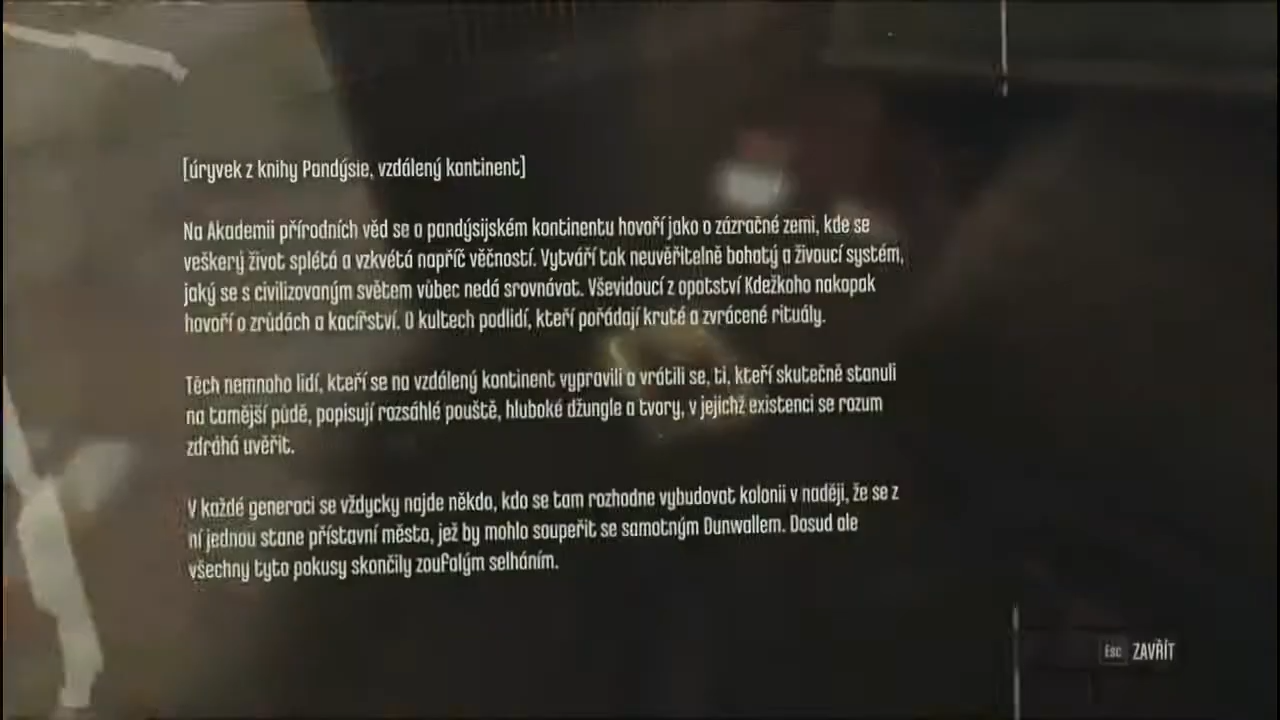 [úryvek z knihy Pandýsie, vzdálený kontinent]
Na Akademii přírodních věd se o pandýsijském kontinentu hovoří jako o zázračné zemi, kde se
veškerý život splétá a vzkvétá napříč věčností. Vytváří tak neuvěřitelně bohatý a živoucí systém,
jaký se s civilizovaným světem vůbec nedá srovnávat. Vševidoucí z opatství Kdežkoho nakopak
hovoří o zrůdách a kacířství. O kultech podlidí, kteří pořádají kruté a zvrácené rituály.
Těch nemnoho lidí, kteří se na vzdálený kontinent vypravili a vrátili se, ti, kteří skutečně stanuli
na tamější půdě, popisují rozsáhlé pouště, hluboké džungle a tvory, v jejichž existenci se rozum
zdráhá uvěřit.
V každé generaci se vždycky najde někdo, kdo se tam rozhodne vybudovat kolonii v naději, že se z
ní jednou stane přístavní město, jež by mohlo soupeřit se samotným Dunwallem. Dosud ale
všechny tyto pokusy skončily zoufalým selháním.
Esc ZAVŘÍT